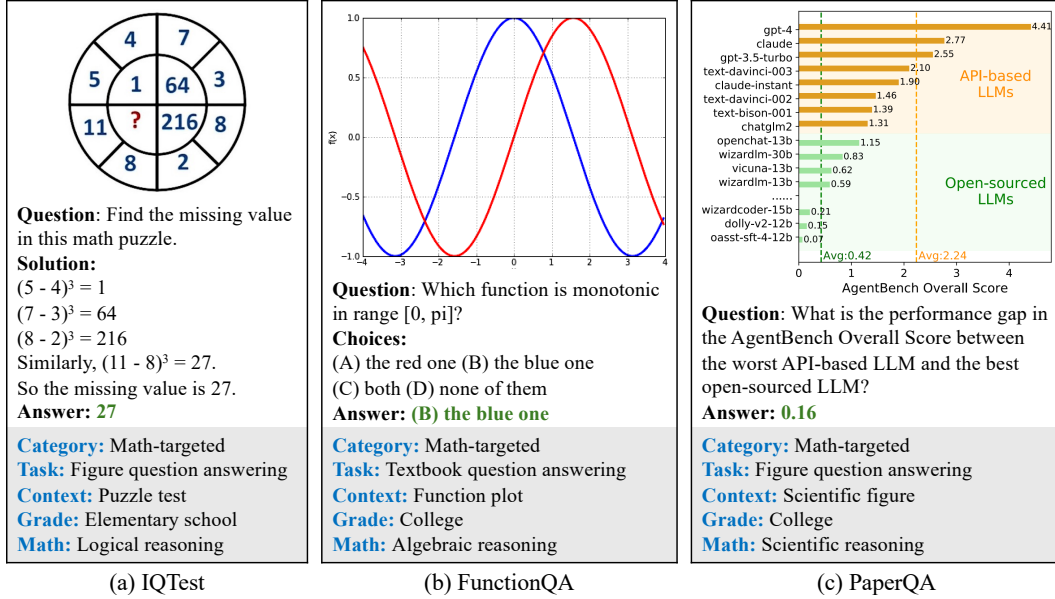 4 7
5 1 64 3
11 ? 216 8
8 2
Question: Find the missing value
in this math puzzle.
Solution:
(5 - 4)³ = 1
(7 - 3)³ = 64
(8 - 2)³ = 216
Similarly, (11 - 8)³ = 27.
So the missing value is 27.
Answer: 27
Category: Math-targeted
Task: Figure question answering
Context: Puzzle test
Grade: Elementary school
Math: Logical reasoning
(a) IQTest
f(x)
1.0
0.5
0.0
−0.5
−1.0
−4 −3 −2 −1 0 1 2 3 4
Question: Which function is monotonic
in range [0, pi]?
Choices:
(A) the red one (B) the blue one
(C) both (D) none of them
Answer: (B) the blue one
Category: Math-targeted
Task: Textbook question answering
Context: Function plot
Grade: College
Math: Algebraic reasoning
(b) FunctionQA
gpt-4 4.41
claude 2.77
gpt-3.5-turbo 2.55
text-davinci-003 2.10
claude-instant 1.90
text-davinci-002 1.46
text-bison-001 1.39
chatglm2 1.31
API-based
LLMs
openchat-13b 1.15
wizardlm-30b 0.83
vicuna-13b 0.62
wizardlm-13b 0.59
......
wizardcoder-15b 0.21
dolly-v2-12b 0.15
oasst-sft-4-12b 0.07
Open-sourced
LLMs
Avg:0.42 Avg:2.24
0 1 2 3 4
AgentBench Overall Score
Question: What is the performance gap in
the AgentBench Overall Score between
the worst API-based LLM and the best
open-sourced LLM?
Answer: 0.16
Category: Math-targeted
Task: Figure question answering
Context: Scientific figure
Grade: College
Math: Scientific reasoning
(c) PaperQA